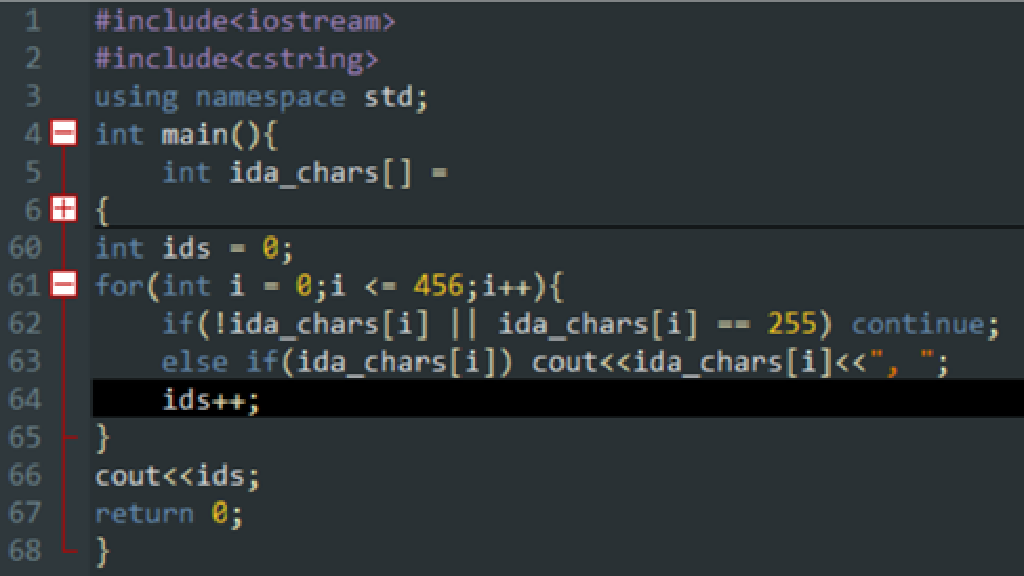 1 #include<iostream>
2 #include<cstring>
3 using namespace std;
4 int main(){
5     int ida_chars[] =
6 {
60 int ids = 0;
61 for(int i = 0;i <= 456;i++){
62     if(!ida_chars[i] || ida_chars[i] == 255) continue;
63     else if(ida_chars[i]) cout<<ida_chars[i]<<", ";
64     ids++;
65 }
66 cout<<ids;
67 return 0;
68 }